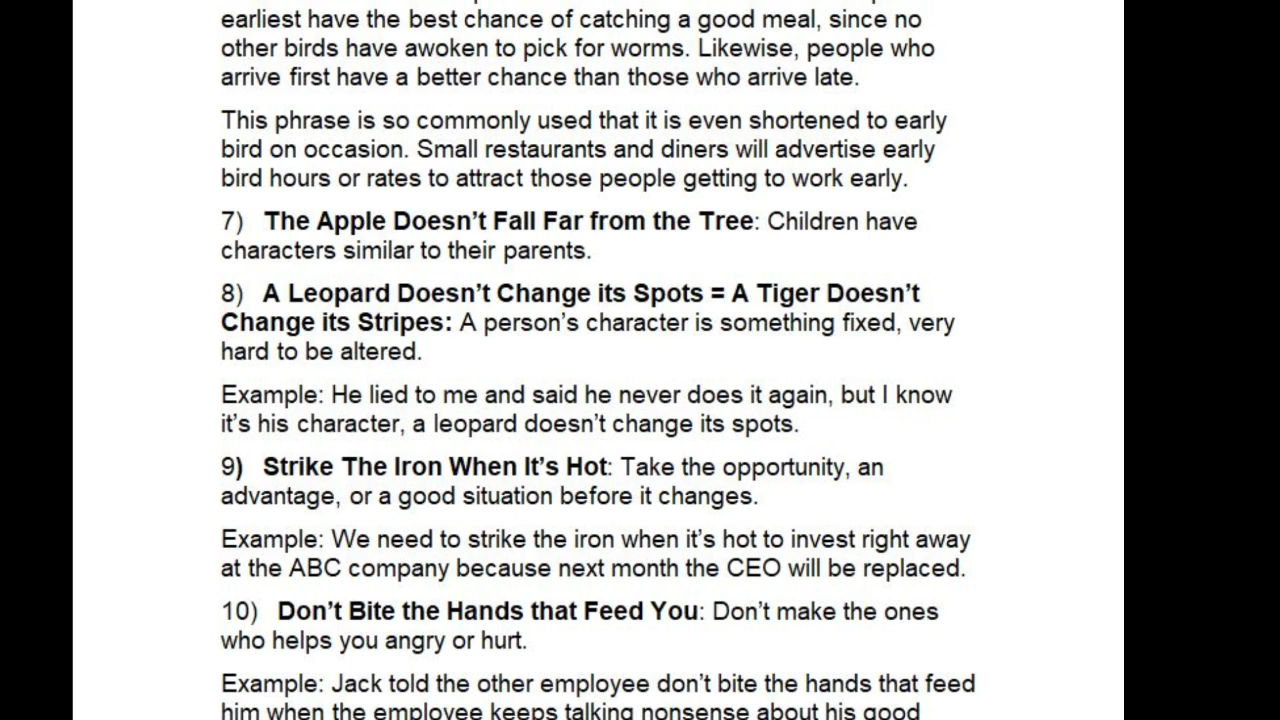 earliest have the best chance of catching a good meal, since no
other birds have awoken to pick for worms. Likewise, people who
arrive first have a better chance than those who arrive late.
This phrase is so commonly used that it is even shortened to early
bird on occasion. Small restaurants and diners will advertise early
bird hours or rates to attract those people getting to work early.
7) The Apple Doesn’t Fall Far from the Tree: Children have
characters similar to their parents.
8) A Leopard Doesn’t Change its Spots = A Tiger Doesn’t
Change its Stripes: A person’s character is something fixed, very
hard to be altered.
Example: He lied to me and said he never does it again, but I know
it’s his character, a leopard doesn’t change its spots.
9) Strike The Iron When It’s Hot: Take the opportunity, an
advantage, or a good situation before it changes.
Example: We need to strike the iron when it’s hot to invest right away
at the ABC company because next month the CEO will be replaced.
10) Don’t Bite the Hands that Feed You: Don’t make the ones
who helps you angry or hurt.
Example: Jack told the other employee don’t bite the hands that feed
him when the employee keeps talking nonsense about his good